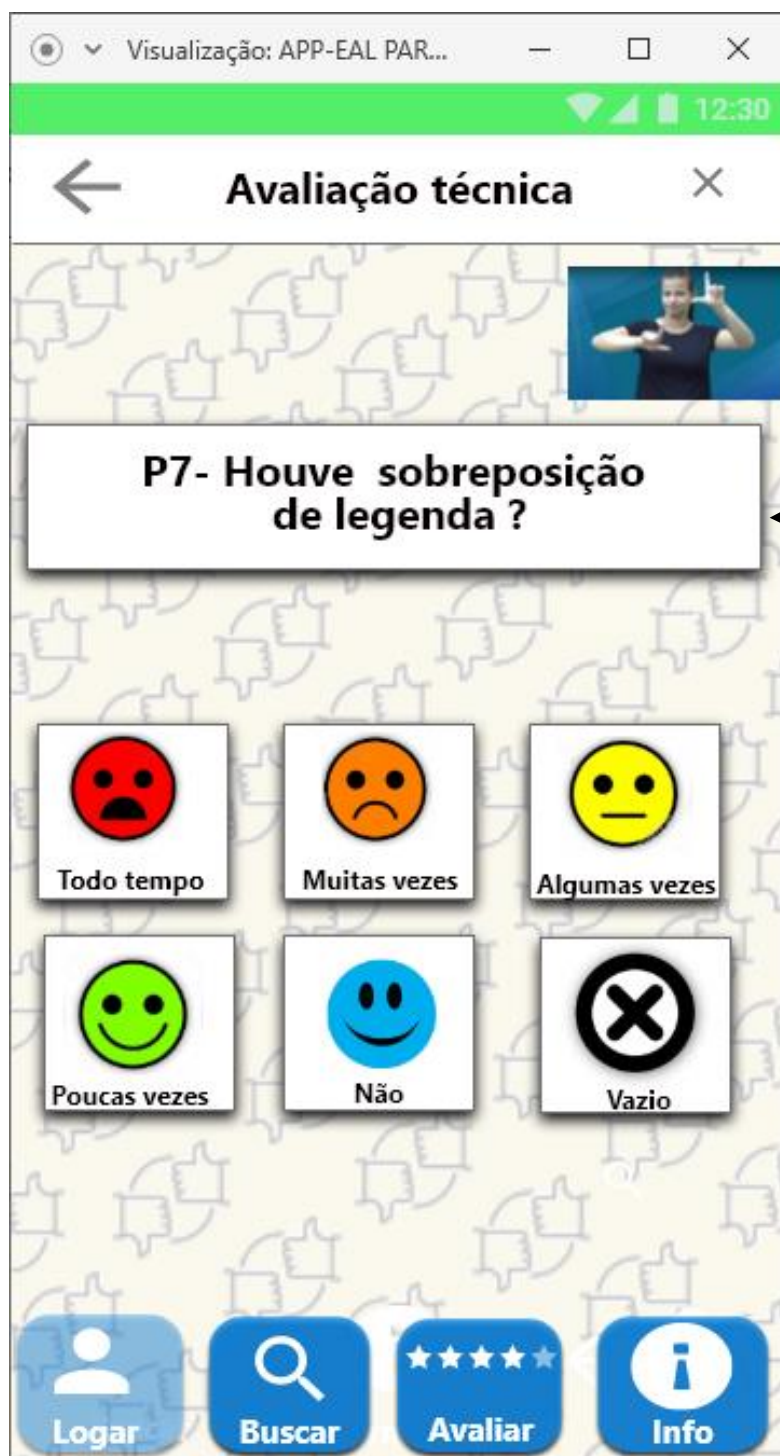 Visualização: APP-EAL PAR...
12:30
Avaliação técnica
P7- Houve sobreposição
de legenda ?
Todo tempo
Muitas vezes
Algumas vezes
Poucas vezes
Não
Vazio
Logar
Buscar
Avaliar
Info